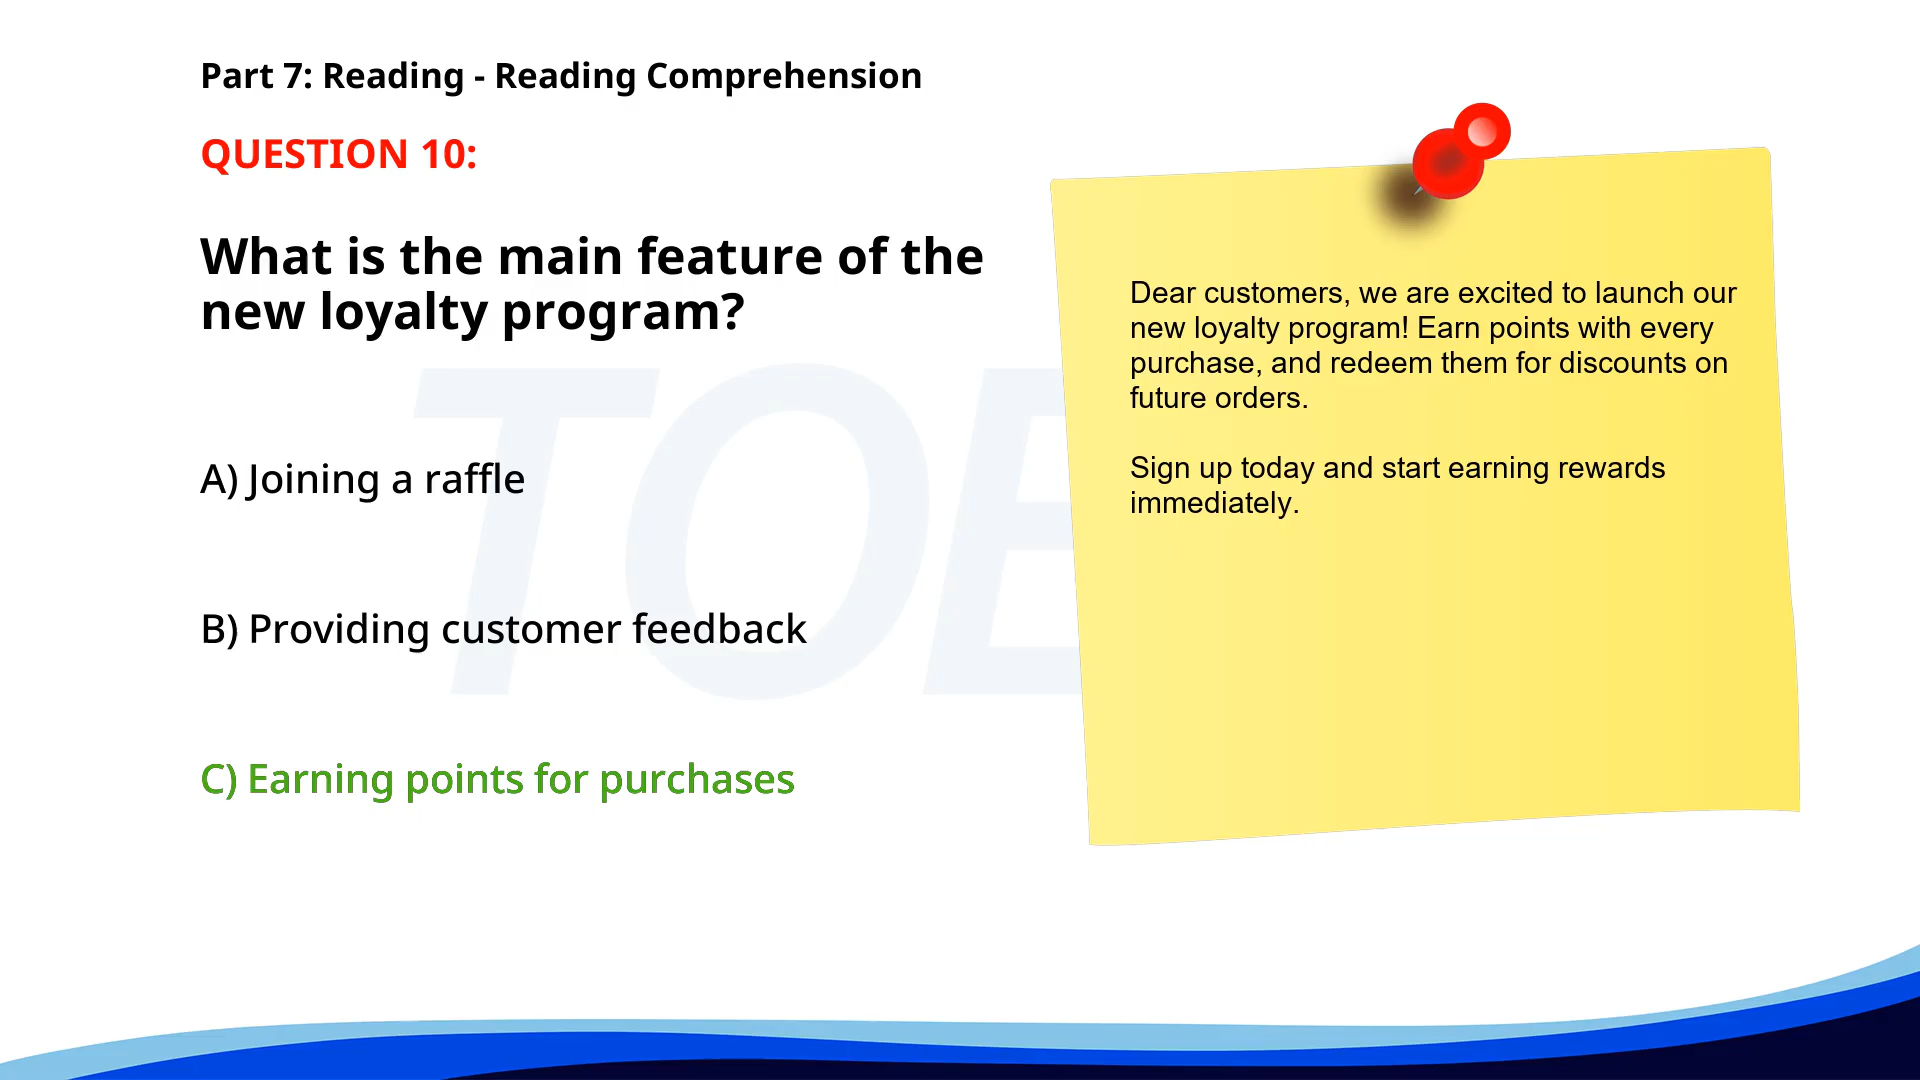 Part 7: Reading - Reading Comprehension
QUESTION 10:
What is the main feature of the
new loyalty program?
A) Joining a raffle
B) Providing customer feedback
C) Earning points for purchases
Dear customers, we are excited to launch our
new loyalty program! Earn points with every
purchase, and redeem them for discounts on
future orders.
Sign up today and start earning rewards
immediately.
TOE